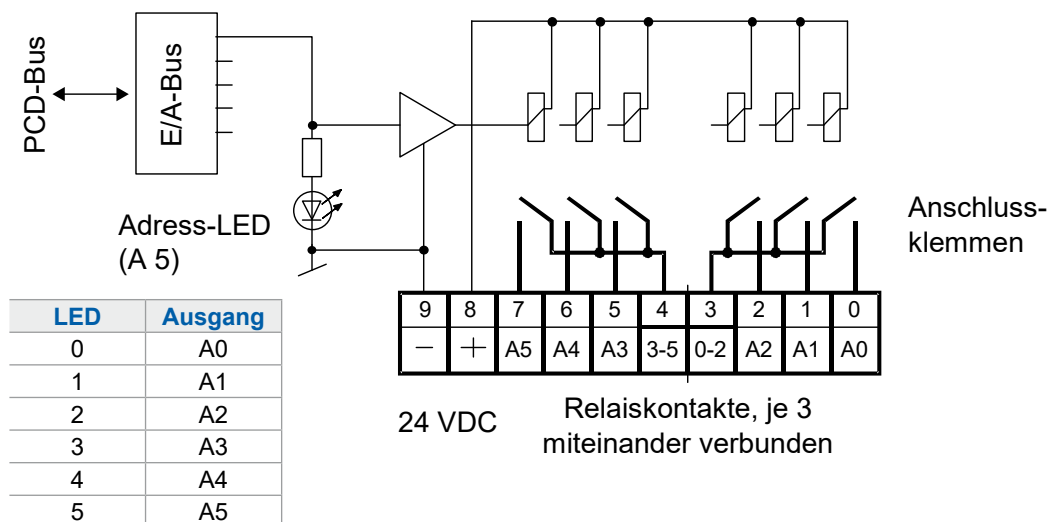 PCD-Bus
E/A-Bus
Adress-LED
(A 5)
Anschluss-
klemmen
9 8 7 6 5 4 3 2 1 0
− + A5 A4 A3 3-5 0-2 A2 A1 A0
24 VDC
Relaiskontakte, je 3
miteinander verbunden
LED Ausgang
0 A0
1 A1
2 A2
3 A3
4 A4
5 A5